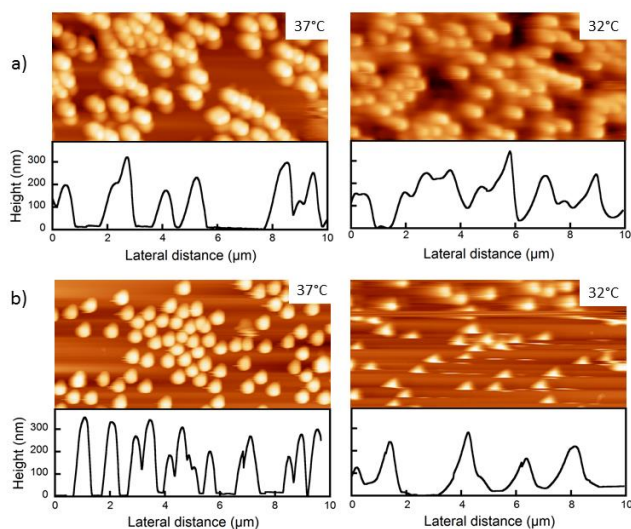 37°C
32°C
a)
Height (nm)
300
200
100
0
0 2 4 6 8 10
0 2 4 6 8 10
Lateral distance (µm)
Lateral distance (µm)
37°C
32°C
b)
Height (nm)
300
200
100
0
0 2 4 6 8 10
0 2 4 6 8 10
Lateral distance (µm)
Lateral distance (µm)